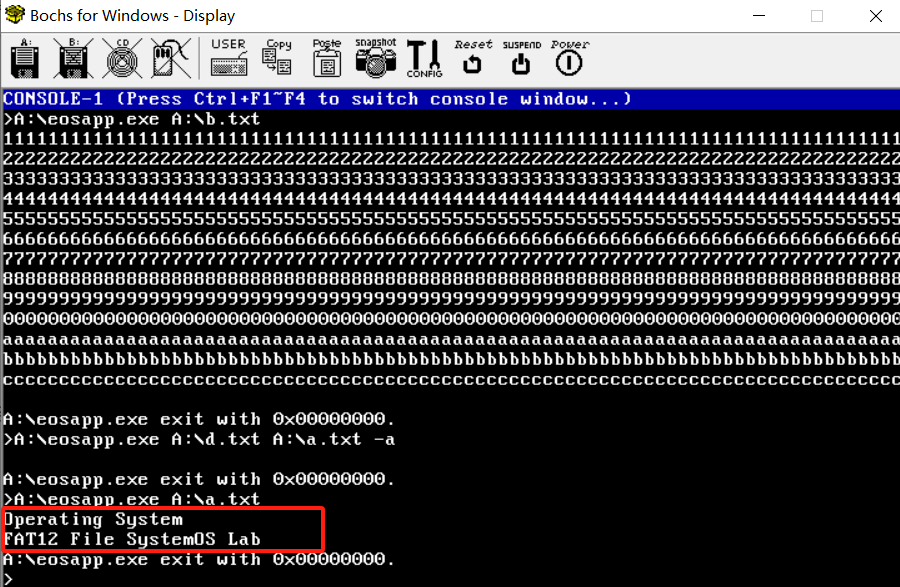 Bochs for Windows - Display
A: B: CD USER Copy Paste snapshot CONFIG Reset SUSPEND Power
CONSOLE-1 (Press Ctrl+F1~F4 to switch console window...)
>A:\eosapp.exe A:\b.txt
11111111111111111111111111111111111111111111111111111111111111111111111111111111
22222222222222222222222222222222222222222222222222222222222222222222222222222222
33333333333333333333333333333333333333333333333333333333333333333333333333333333
44444444444444444444444444444444444444444444444444444444444444444444444444444444
55555555555555555555555555555555555555555555555555555555555555555555555555555555
66666666666666666666666666666666666666666666666666666666666666666666666666666666
77777777777777777777777777777777777777777777777777777777777777777777777777777777
88888888888888888888888888888888888888888888888888888888888888888888888888888888
99999999999999999999999999999999999999999999999999999999999999999999999999999999
00000000000000000000000000000000000000000000000000000000000000000000000000000000
aaaaaaaaaaaaaaaaaaaaaaaaaaaaaaaaaaaaaaaaaaaaaaaaaaaaaaaaaaaaaaaaaaaaaaaaaaaaaaaa
bbbbbbbbbbbbbbbbbbbbbbbbbbbbbbbbbbbbbbbbbbbbbbbbbbbbbbbbbbbbbbbbbbbbbbbbbbbbbbbb
cccccccccccccccccccccccccccccccccccccccccccccccccccccccccccccccccccccccccccccccc
A:\eosapp.exe exit with 0x00000000.
>A:\eosapp.exe A:\d.txt A:\a.txt -a
A:\eosapp.exe exit with 0x00000000.
>A:\eosapp.exe A:\a.txt
Operating System
FAT12 File SystemOS Lab
A:\eosapp.exe exit with 0x00000000.
>